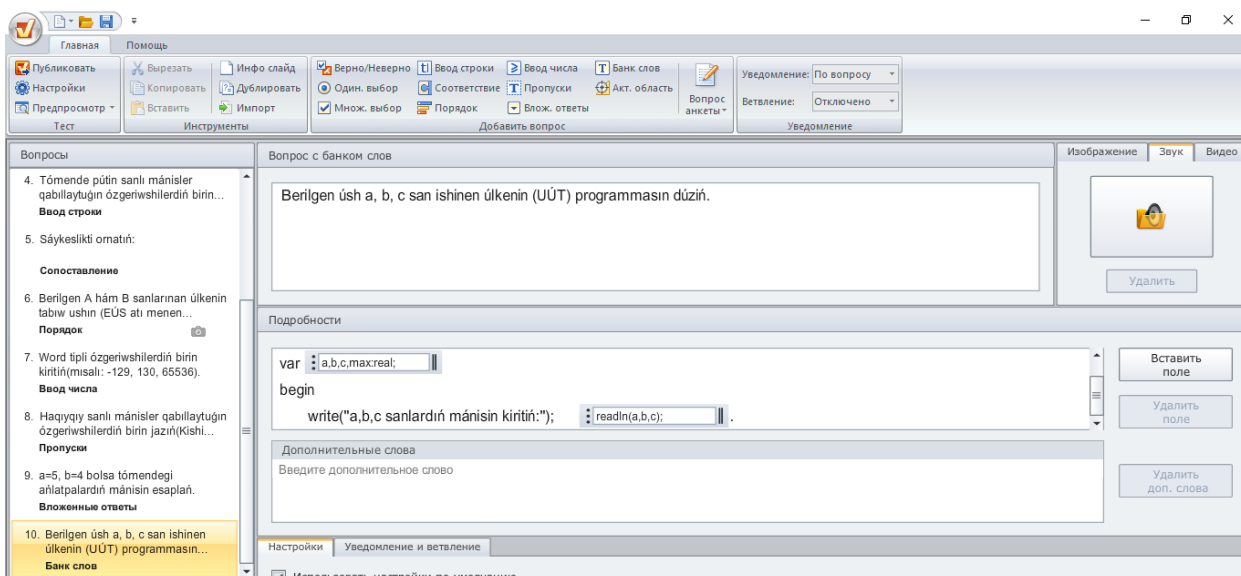 Главная Помощь
Публиковать Вырезать Инфо слайд Верно/Неверно Ввод строки Ввод числа Банк слов
Настройки Копировать Дублировать Один. выбор Соответствие Пропуски Акт. область
Предпросмотр Вставить Импорт Множ. выбор Порядок Влож. ответы
Вопрос анкеты
Уведомление: По вопросу
Ветвление: Отключено
Тест Инструменты Добавить вопрос Уведомление
Вопросы
4. Tómende pútin sanlı mánisler
qabıllaytuǵın ózgeriwshilerdiń birin...
Ввод строки
5. Sáykeslikti ornatıń:
Сопоставление
6. Berilgen A hám B sanlarınan úlkenin
tabıw ushın (EÚS atı menen...
Порядок
7. Word tipli ózgeriwshilerdiń birin
kiritiń(mısalı: -129, 130, 65536).
Ввод числа
8. Haqıyqıy sanlı mánisler qabıllaytuǵın
ózgeriwshilerdiń birin jazıń(Kishi...
Пропуски
9. a=5, b=4 bolsa tómendegi
ańlatpalardıń mánisin esaplań.
Вложенные ответы
10. Berilgen úsh a, b, c san ishinen
úlkenin (UÚT) programmasın...
Банк слов
Вопрос с банком слов
Berilgen úsh a, b, c san ishinen úlkenin (UÚT) programmasın dúziń.
Изображение Звук Видео
Удалить
Подробности
var a,b,c,max:real;
begin
write("a,b,c sanlardıń mánisin kiritiń:"); readln(a,b,c); .
Вставить
поле
Удалить
поле
Дополнительные слова
Введите дополнительное слово
Удалить
доп. слова
Настройки Уведомление и ветвление
Использовать настройки по умолчанию